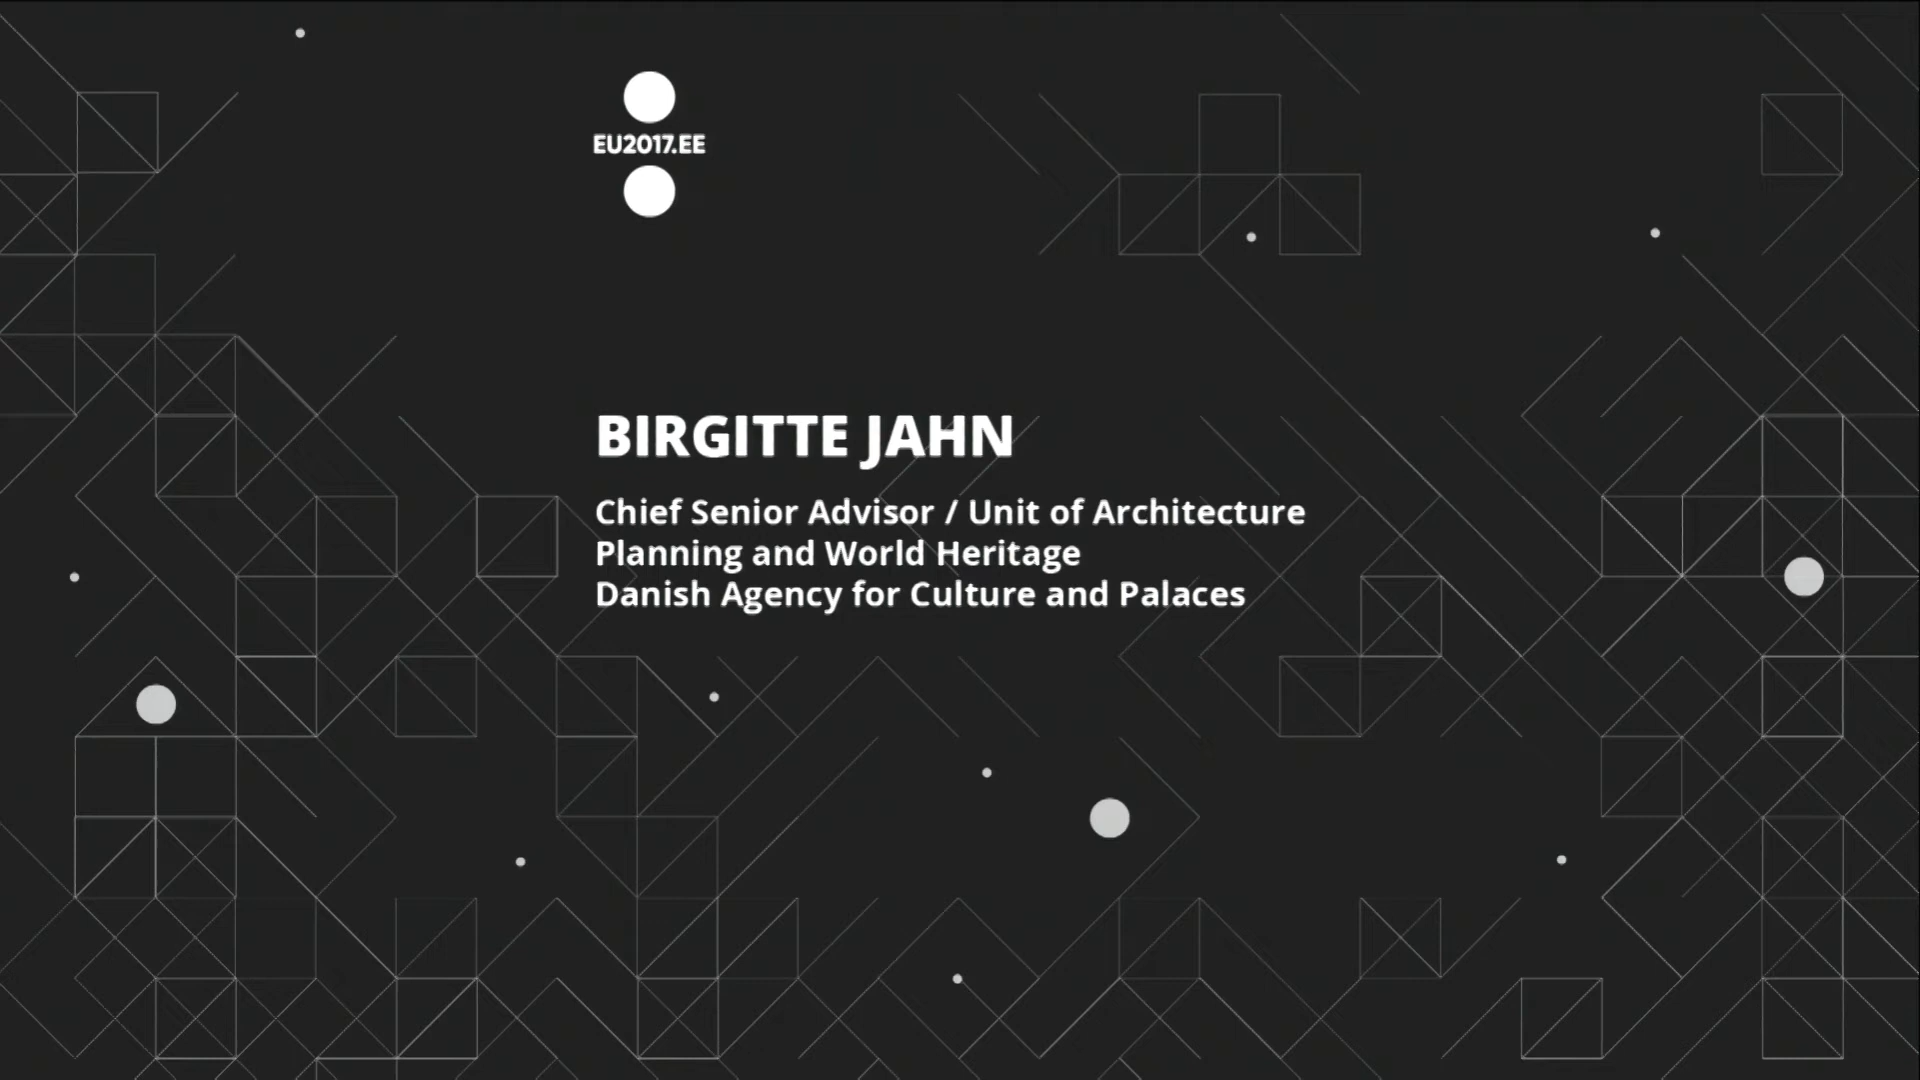 EU2017.EE
BIRGITTE JAHN
Chief Senior Advisor / Unit of Architecture
Planning and World Heritage
Danish Agency for Culture and Palaces